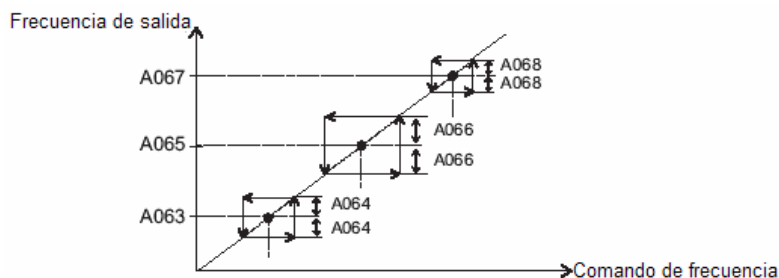 Frecuencia de salida
A067
A068
A068
A065
A066
A066
A063
A064
A064
Comando de frecuencia